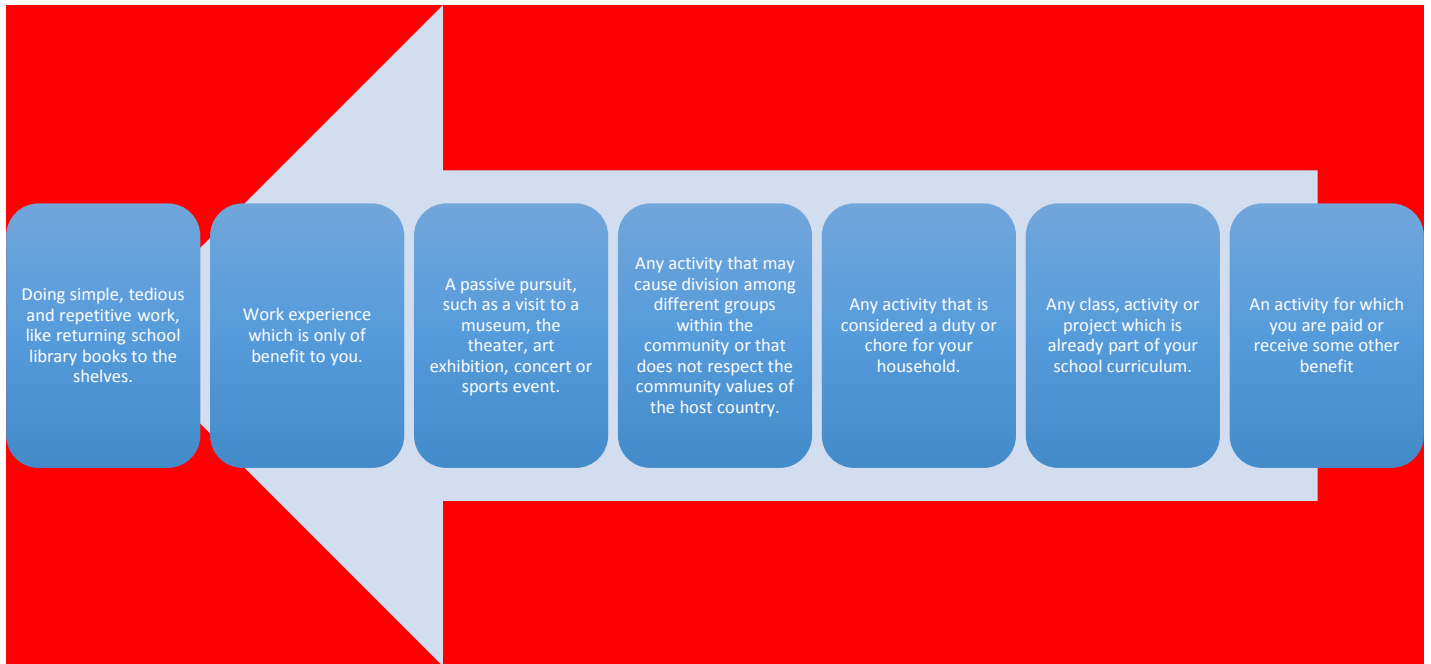 Doing simple, tedious
and repetitive work,
like returning school
library books to the
shelves.
Work experience
which is only of
benefit to you.
A passive pursuit,
such as a visit to a
museum, the
theater, art
exhibition, concert or
sports event.
Any activity that may
cause division among
different groups
within the
community or that
does not respect the
community values of
the host country.
Any activity that is
considered a duty or
chore for your
household.
Any class, activity or
project which is
already part of your
school curriculum.
An activity for which
you are paid or
receive some other
benefit